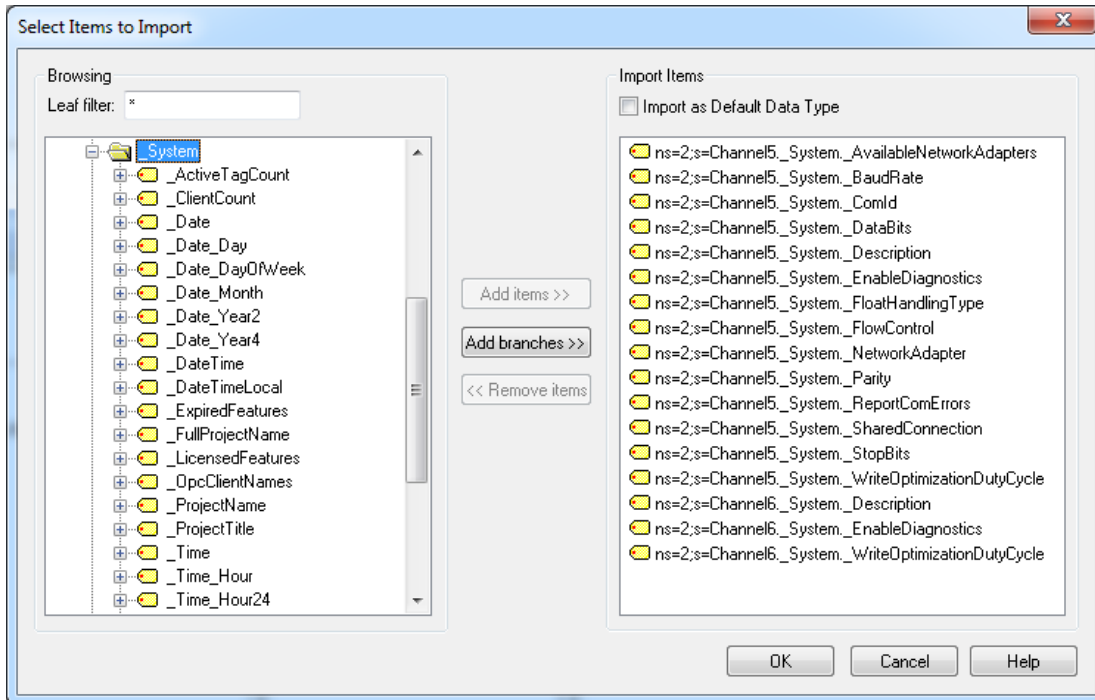 Select Items to Import
Browsing
Leaf filter: *
_System
_ActiveTagCount
_ClientCount
_Date
_Date_Day
_Date_DayOfWeek
_Date_Month
_Date_Year2
_Date_Year4
_DateTime
_DateTimeLocal
_ExpiredFeatures
_FullProjectName
_LicensedFeatures
_OpcClientNames
_ProjectName
_ProjectTitle
_Time
_Time_Hour
_Time_Hour24
Add items >>
Add branches >>
<< Remove items
Import Items
Import as Default Data Type
ns=2;s=Channel5._System._AvailableNetworkAdapters
ns=2;s=Channel5._System._BaudRate
ns=2;s=Channel5._System._ComId
ns=2;s=Channel5._System._DataBits
ns=2;s=Channel5._System._Description
ns=2;s=Channel5._System._EnableDiagnostics
ns=2;s=Channel5._System._FloatHandlingType
ns=2;s=Channel5._System._FlowControl
ns=2;s=Channel5._System._NetworkAdapter
ns=2;s=Channel5._System._Parity
ns=2;s=Channel5._System._ReportComErrors
ns=2;s=Channel5._System._SharedConnection
ns=2;s=Channel5._System._StopBits
ns=2;s=Channel5._System._WriteOptimizationDutyCycle
ns=2;s=Channel6._System._Description
ns=2;s=Channel6._System._EnableDiagnostics
ns=2;s=Channel6._System._WriteOptimizationDutyCycle
OK
Cancel
Help